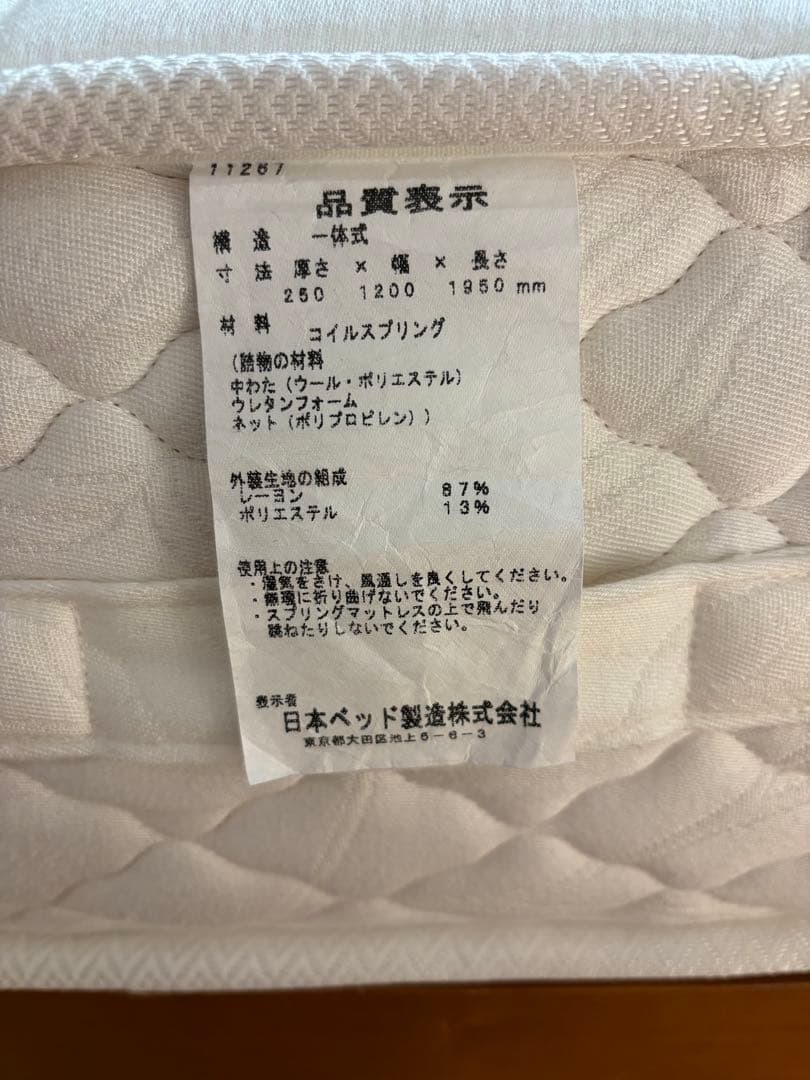 11267
品質表示
構造 一体式
寸法 厚さ × 幅 × 長さ
250 1200 1950 mm
材料 コイルスプリング
(詰物の材料
中わた(ウール・ポリエステル)
ウレタンフォーム
ネット(ポリプロピレン))
外装生地の組成
レーヨン 87%
ポリエステル 13%
使用上の注意
・湿気をさけ、風通しを良くしてください。
・無理に折り曲げないでください。
・スプリングマットレスの上で飛んだり
跳ねたりしないでください。
表示者
日本ベッド製造株式会社
東京都大田区池上5-6-3